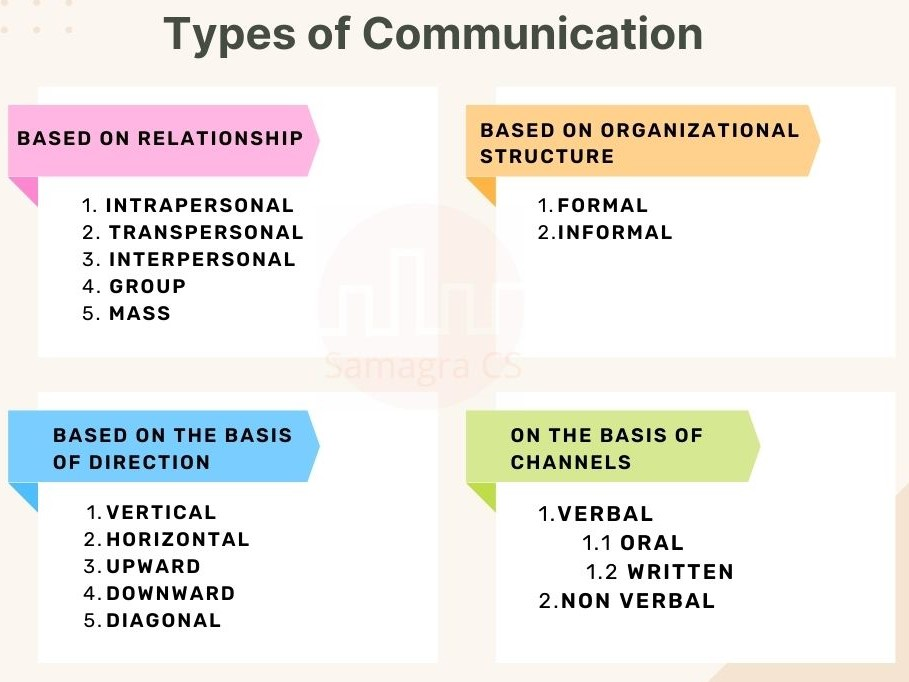 Types of Communication
BASED ON RELATIONSHIP
1. INTRAPERSONAL
2. TRANSPERSONAL
3. INTERPERSONAL
4. GROUP
5. MASS
BASED ON ORGANIZATIONAL
STRUCTURE
1.FORMAL
2.INFORMAL
Samagra CS
BASED ON THE BASIS
OF DIRECTION
1.VERTICAL
2.HORIZONTAL
3.UPWARD
4.DOWNWARD
5.DIAGONAL
ON THE BASIS OF
CHANNELS
1.VERBAL
1.1 ORAL
1.2 WRITTEN
2.NON VERBAL